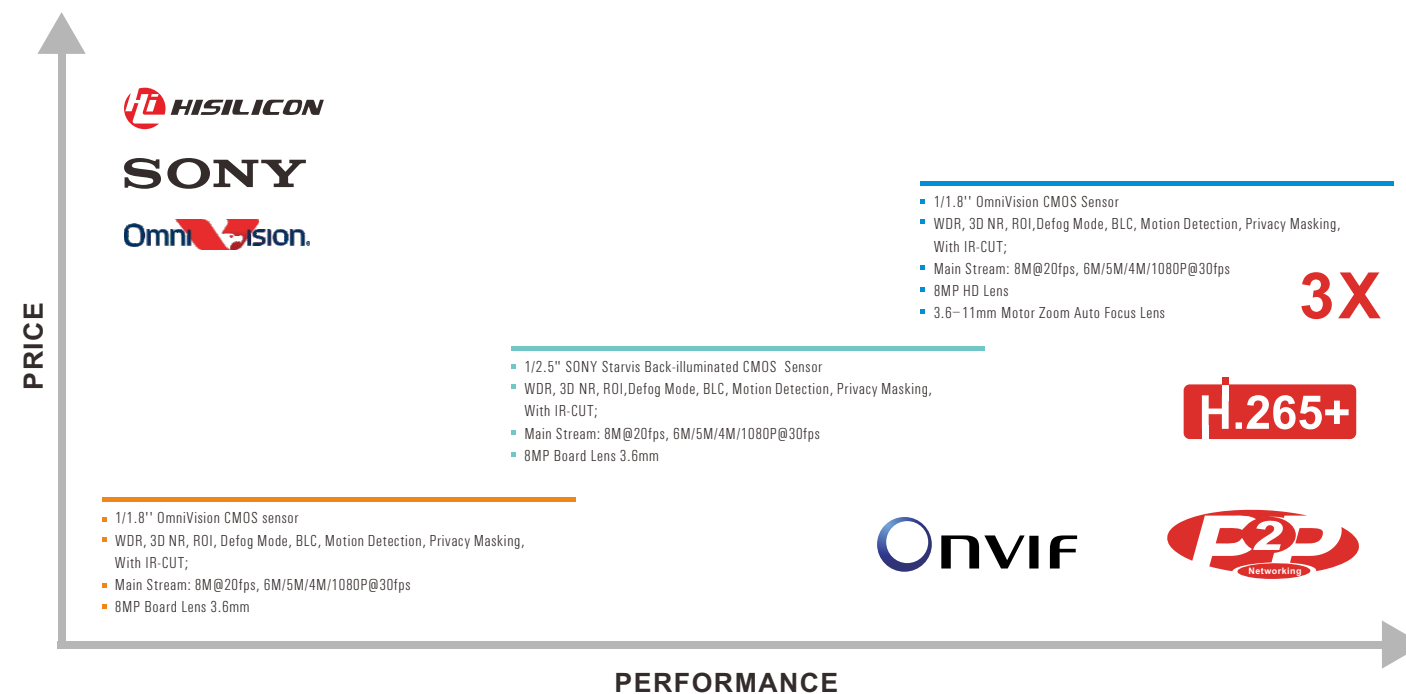 Hi HISILICON
SONY
OmniVision.
PRICE
1/1.8'' OmniVision CMOS Sensor
WDR, 3D NR, ROI,Defog Mode, BLC, Motion Detection, Privacy Masking,
With IR-CUT;
Main Stream: 8M@20fps, 6M/5M/4M/1080P@30fps
8MP HD Lens
3.6–11mm Motor Zoom Auto Focus Lens
3X
1/2.5" SONY Starvis Back-illuminated CMOS Sensor
WDR, 3D NR, ROI,Defog Mode, BLC, Motion Detection, Privacy Masking,
With IR-CUT;
Main Stream: 8M@20fps, 6M/5M/4M/1080P@30fps
8MP Board Lens 3.6mm
H.265+
1/1.8'' OmniVision CMOS sensor
WDR, 3D NR, ROI, Defog Mode, BLC, Motion Detection, Privacy Masking,
With IR-CUT;
Main Stream: 8M@20fps, 6M/5M/4M/1080P@30fps
8MP Board Lens 3.6mm
ONVIF
P2P
Networking
PERFORMANCE